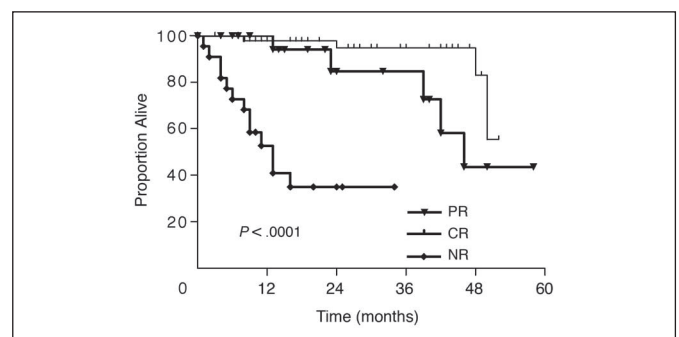 100
80
60
40
20
Proportion Alive
P < .0001
PR
CR
NR
0 12 24 36 48 60
Time (months)